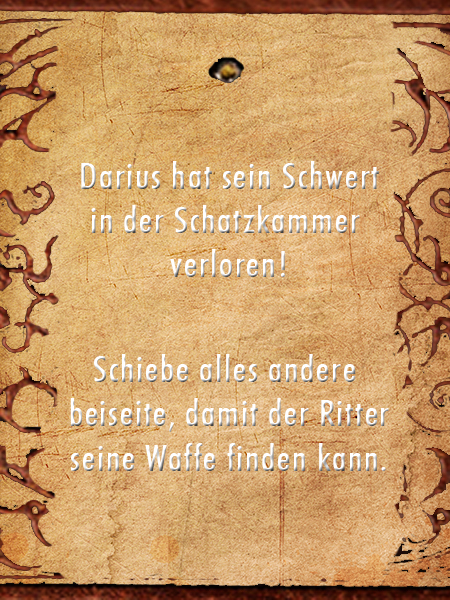 Darius hat sein Schwert
in der Schatzkammer
verloren!
Schiebe alles andere
beiseite, damit der Ritter
seine Waffe finden kann.